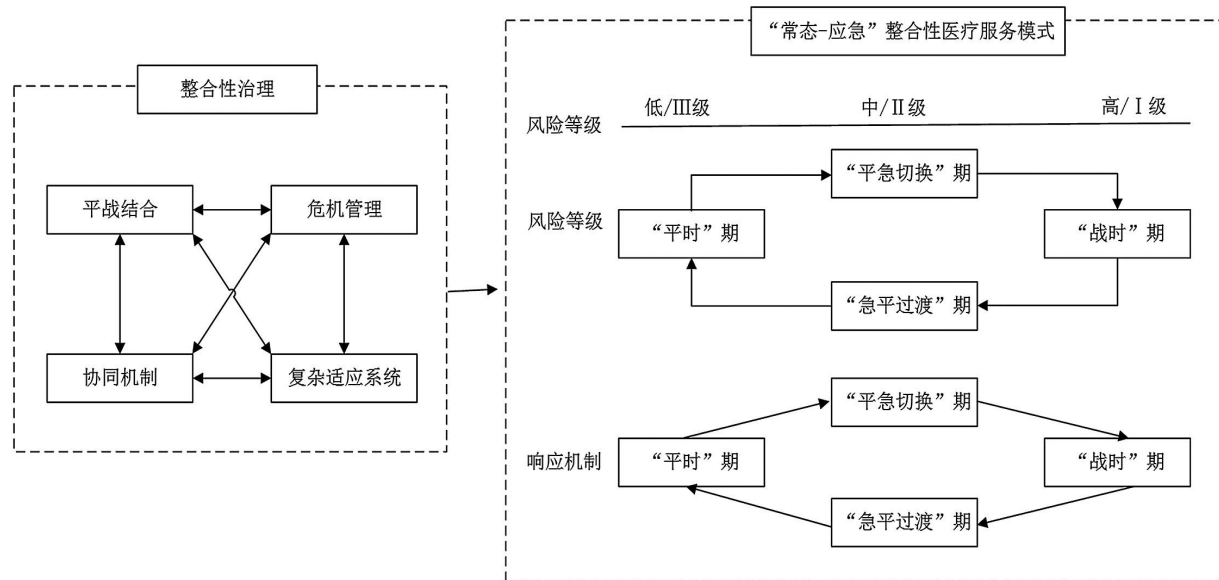 整合性治理
平战结合
危机管理
协同机制
复杂适应系统
“常态-应急”整合性医疗服务模式
风险等级
低/Ⅲ级
中/Ⅱ级
高/Ⅰ级
风险等级
“平急切换”期
“平时”期
“战时”期
“急平过渡”期
响应机制
“平急切换”期
“平时”期
“战时”期
“急平过渡”期